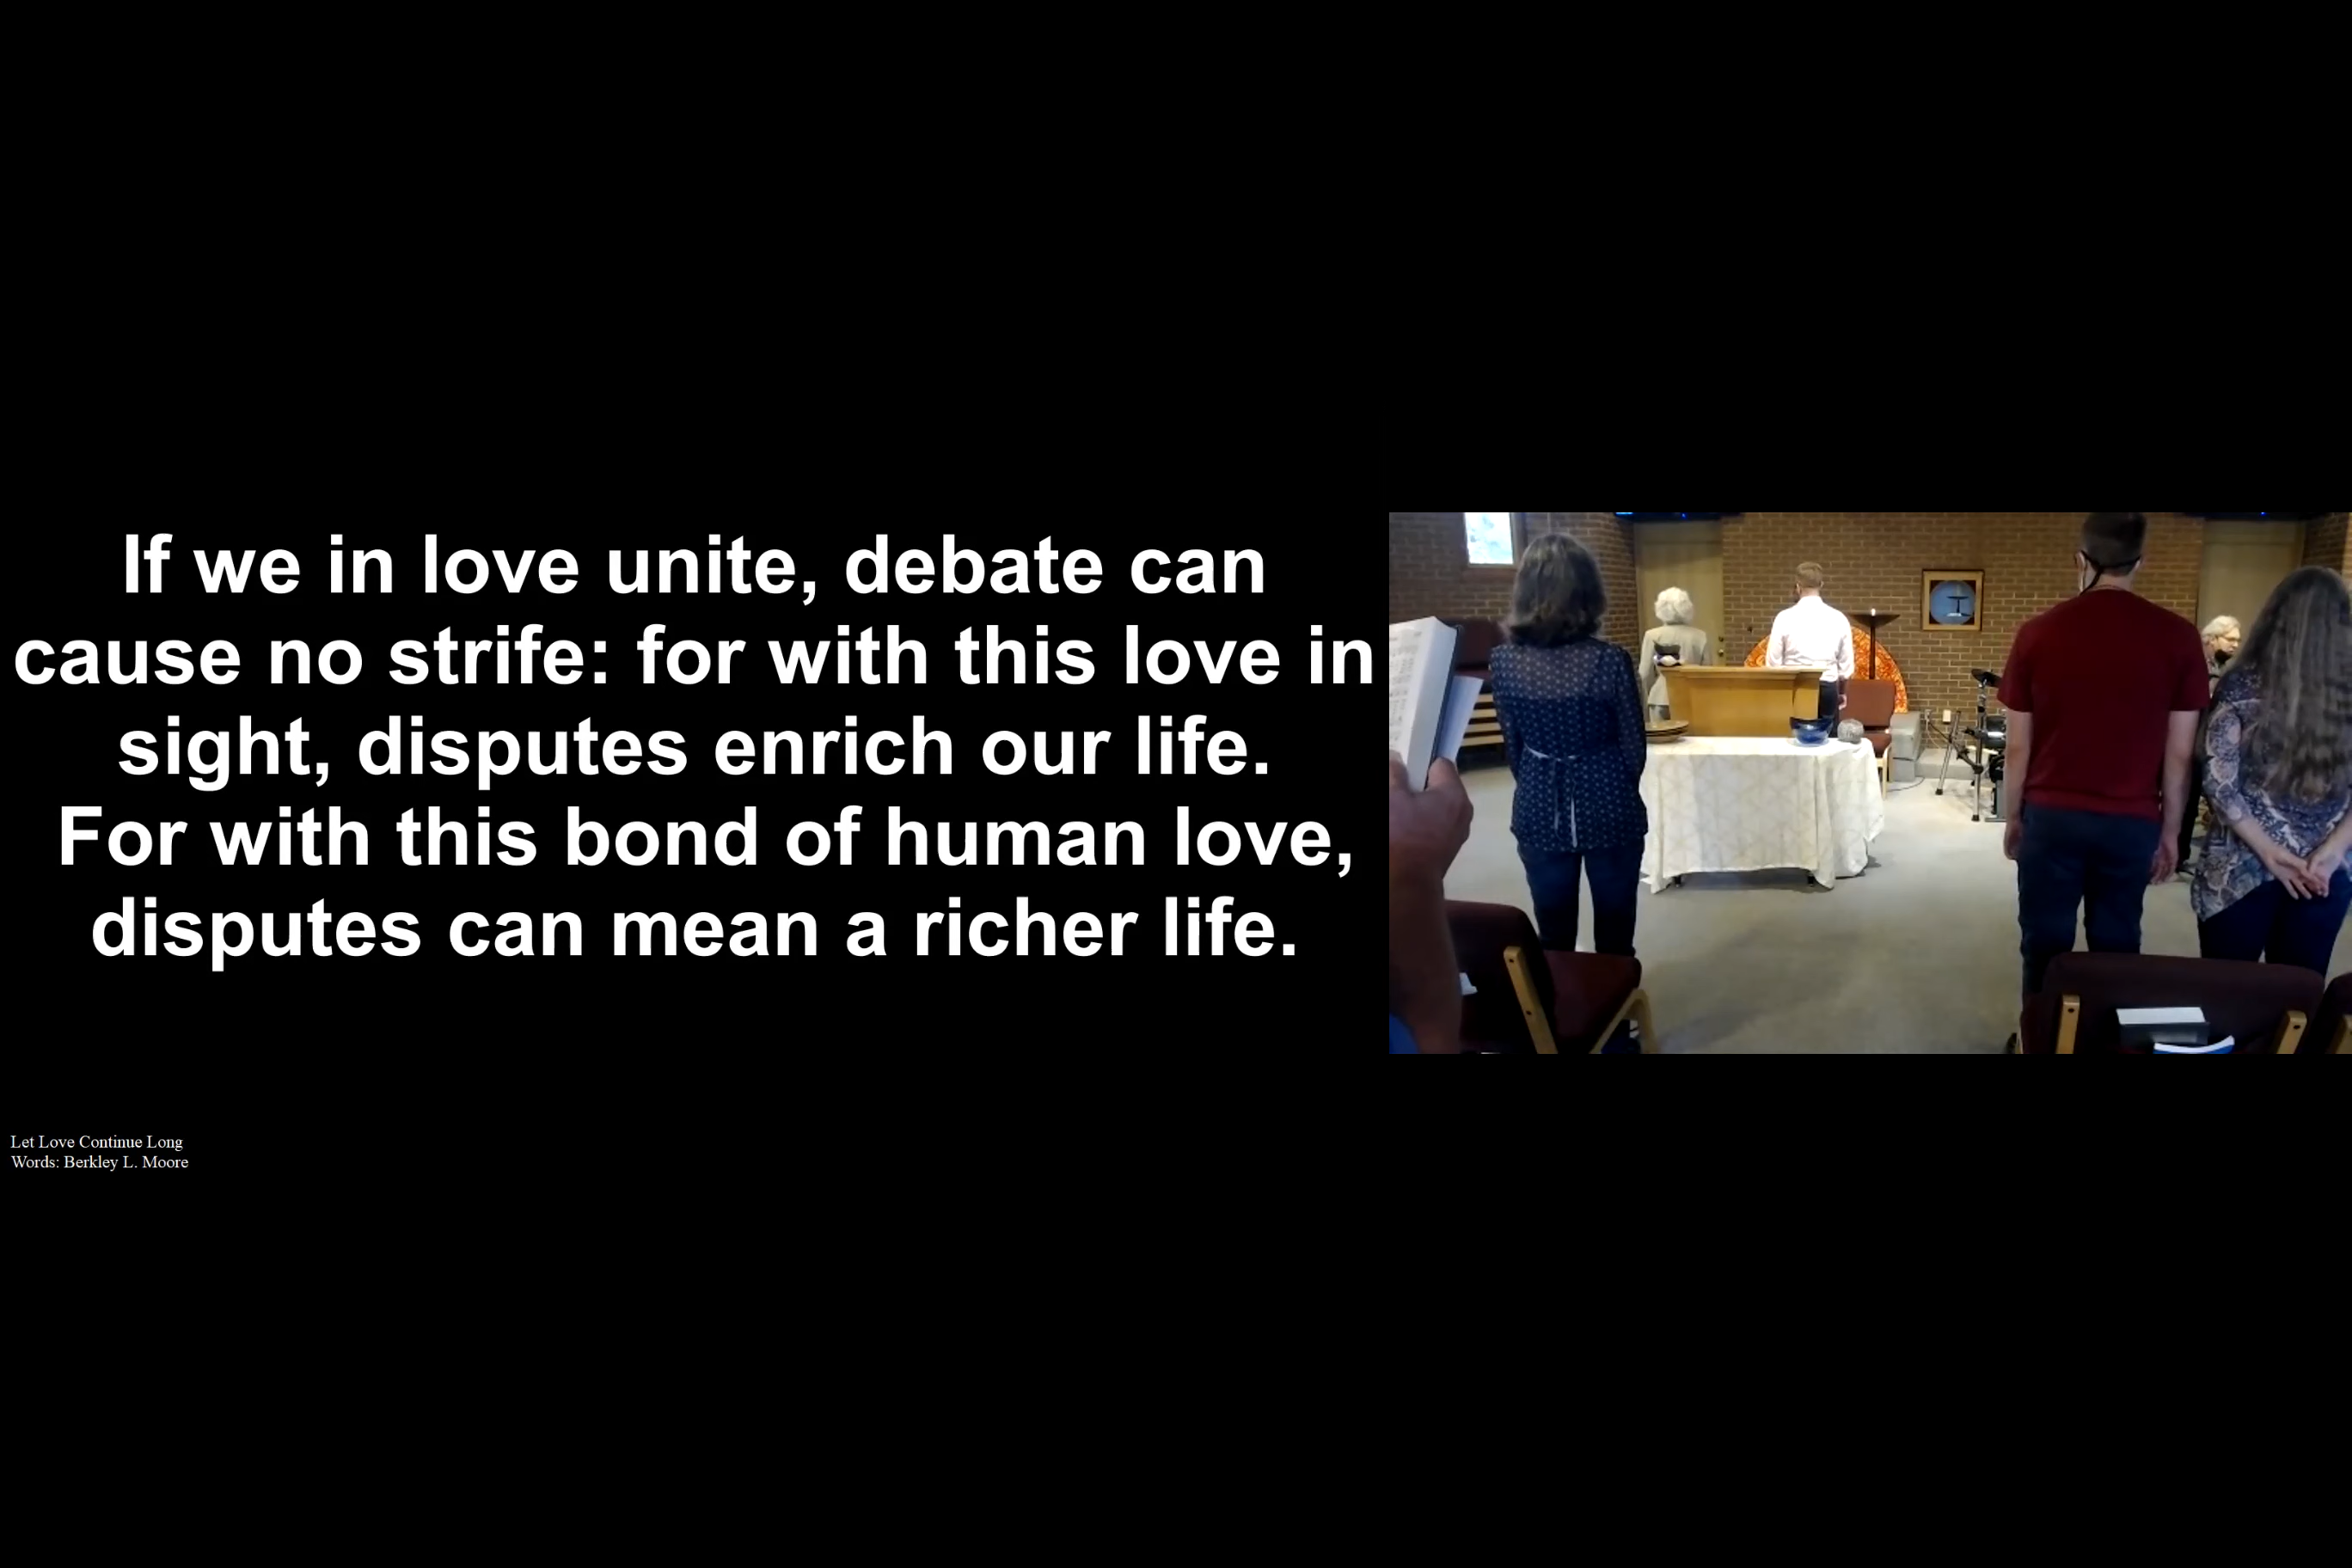 If we in love unite, debate can
cause no strife: for with this love in
sight, disputes enrich our life.
For with this bond of human love,
disputes can mean a richer life.
Let Love Continue Long
Words: Berkley L. Moore